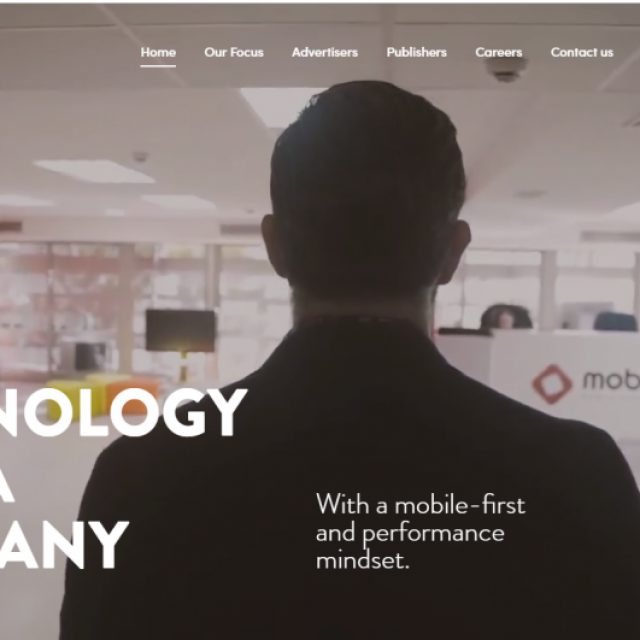 Home Our Focus Advertisers Publishers Careers Contact us
mob
NOLOGY
A
ANY
With a mobile-first
and performance
mindset.